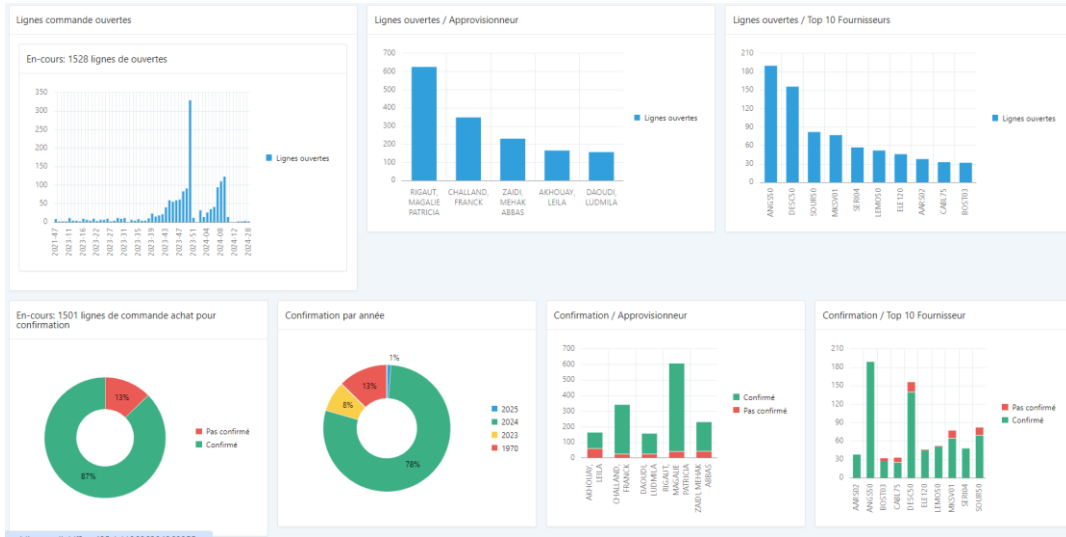 Lignes commande ouvertes
En-cours: 1528 lignes de ouvertes
350
300
250
200
150
100
50
0
2021-47
2023-11
2023-16
2023-22
2023-27
2023-31
2023-35
2023-39
2023-43
2023-47
2023-51
2024-04
2024-08
2024-12
2024-28
Lignes ouvertes
Lignes ouvertes / Approvisionneur
700
600
500
400
300
200
100
0
RIGAUT,
MAGALIE
PATRICIA
CHALLAND,
FRANCK
ZAIDI,
MEHAK
ABBAS
AKHOUAY,
LEILA
DAOUDI,
LUDMILA
Lignes ouvertes
Lignes ouvertes / Top 10 Fournisseurs
210
180
150
120
90
60
30
0
ANGS50
DESC50
SOUR50
MKSV01
SERI04
LEMO50
ELE120
AARS02
CABL75
BOST03
Lignes ouvertes
En-cours: 1501 lignes de commande achat pour
confirmation
13%
87%
Pas confirmé
Confirmé
Confirmation par année
1%
13%
8%
78%
2025
2024
2023
1970
Confirmation / Approvisionneur
700
600
500
400
300
200
100
0
AKHOUAY,
LEILA
CHALLAND,
FRANCK
DAOUDI,
LUDMILA
RIGAUT,
MAGALIE
PATRICIA
ZAIDI, MEHAK
ABBAS
Confirmé
Pas confirmé
Confirmation / Top 10 Fournisseur
210
180
150
120
90
60
30
0
AARS02
ANGS50
BOST03
CABL75
DESC50
ELE120
LEMO50
MKSV01
SERI04
SOUR50
Pas confirmé
Confirmé